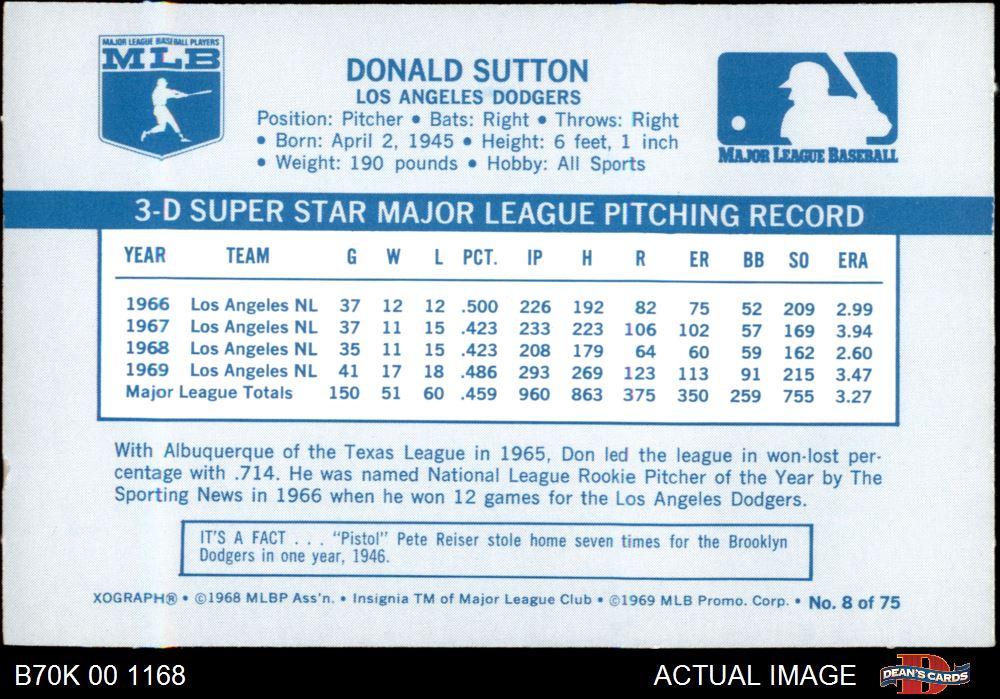 MAJOR LEAGUE BASEBALL PLAYERS
MLB
DONALD SUTTON
LOS ANGELES DODGERS
Position: Pitcher • Bats: Right • Throws: Right
• Born: April 2, 1945 • Height: 6 feet, 1 inch
• Weight: 190 pounds • Hobby: All Sports
MAJOR LEAGUE BASEBALL
3-D SUPER STAR MAJOR LEAGUE PITCHING RECORD
YEAR TEAM G W L PCT. IP H R ER BB SO ERA
1966 Los Angeles NL 37 12 12 .500 226 192 82 75 52 209 2.99
1967 Los Angeles NL 37 11 15 .423 233 223 106 102 57 169 3.94
1968 Los Angeles NL 35 11 15 .423 208 179 64 60 59 162 2.60
1969 Los Angeles NL 41 17 18 .486 293 269 123 113 91 215 3.47
Major League Totals 150 51 60 .459 960 863 375 350 259 755 3.27
With Albuquerque of the Texas League in 1965, Don led the league in won-lost per-
centage with .714. He was named National League Rookie Pitcher of the Year by The
Sporting News in 1966 when he won 12 games for the Los Angeles Dodgers.
IT'S A FACT . . . "Pistol" Pete Reiser stole home seven times for the Brooklyn
Dodgers in one year, 1946.
XOGRAPH® • ©1968 MLBP Ass'n. • Insignia TM of Major League Club • ©1969 MLB Promo. Corp. • No. 8 of 75
B70K 00 1168
ACTUAL IMAGE
DEAN'S CARDS